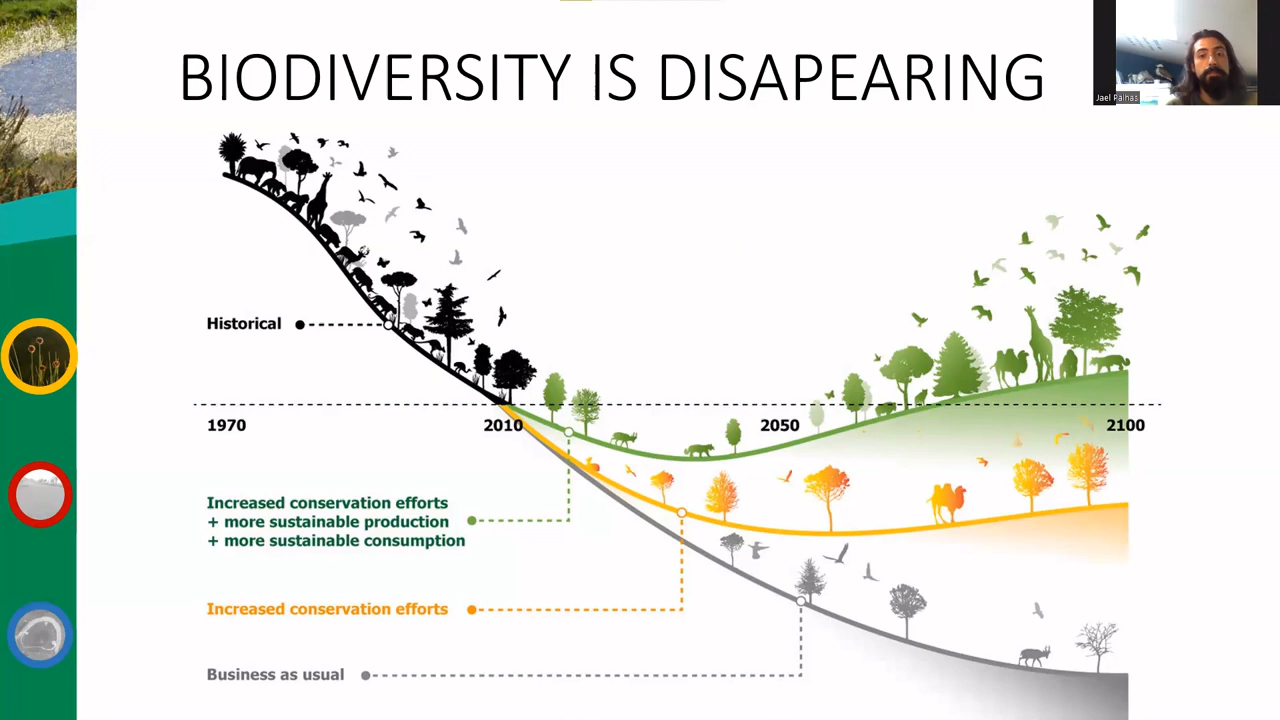 BIODIVERSITY IS DISAPEARING
Jael Palhas
Historical
1970
2010
2050
2100
Increased conservation efforts
+ more sustainable production
+ more sustainable consumption
Increased conservation efforts
Business as usual